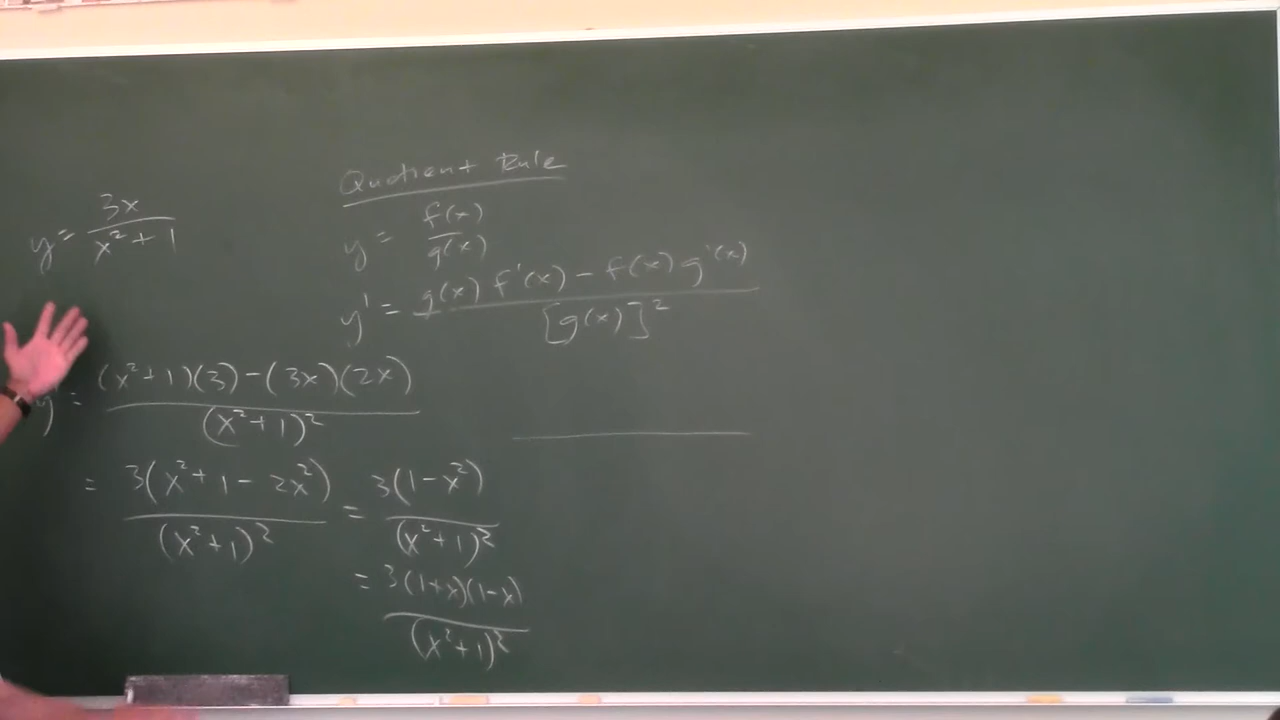 y = 3x / (x² + 1)
Quotient Rule
y = f(x) / g(x)
y' = g(x) f'(x) - f(x) g'(x) / [g(x)]²
y' = (x² + 1)(3) - (3x)(2x) / (x² + 1)²
= 3(x² + 1 - 2x²) / (x² + 1)² = 3(1 - x²) / (x² + 1)²
= 3(1+x)(1-x) / (x² + 1)²